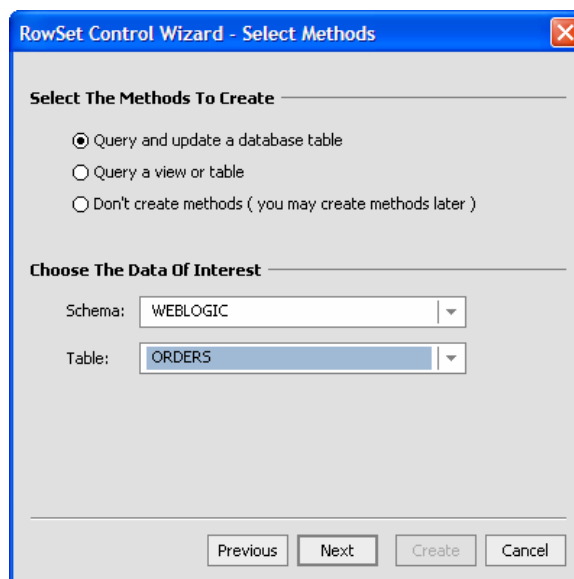 RowSet Control Wizard - Select Methods
Select The Methods To Create
Query and update a database table
Query a view or table
Don't create methods ( you may create methods later )
Choose The Data Of Interest
Schema: WEBLOGIC
Table: ORDERS
Previous Next Create Cancel